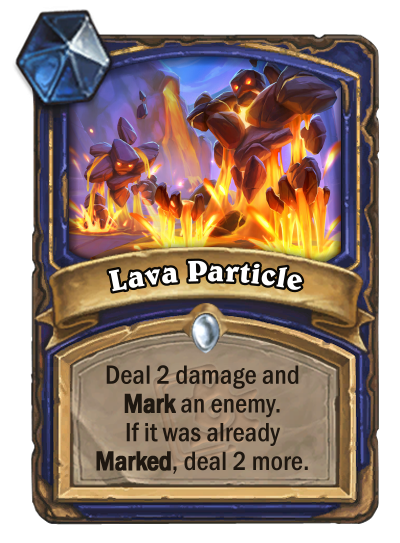 Lava Particle
Deal 2 damage and
Mark an enemy.
If it was already
Marked, deal 2 more.